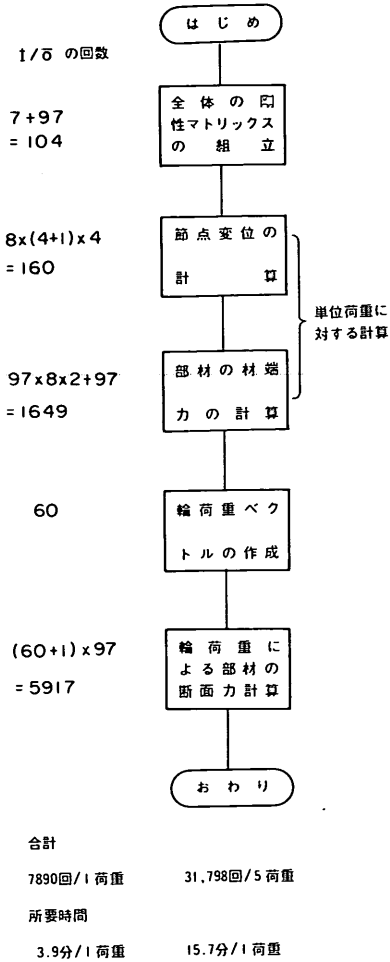 はじめ
I/Oの回数
全体の剛
性マトリックス
の組立
7+97
=104
節点変位の
計算
8x(4+1)x4
=160
単位荷重に
対する計算
部材の材端
力の計算
97x8x2+97
=1649
輪荷重ベク
トルの作成
60
輪荷重に
よる部材の
断面力計算
(60+1)x97
=5917
おわり
合計
7890回/1荷重 31,798回/5荷重
所要時間
3.9分/1荷重 15.7分/1荷重